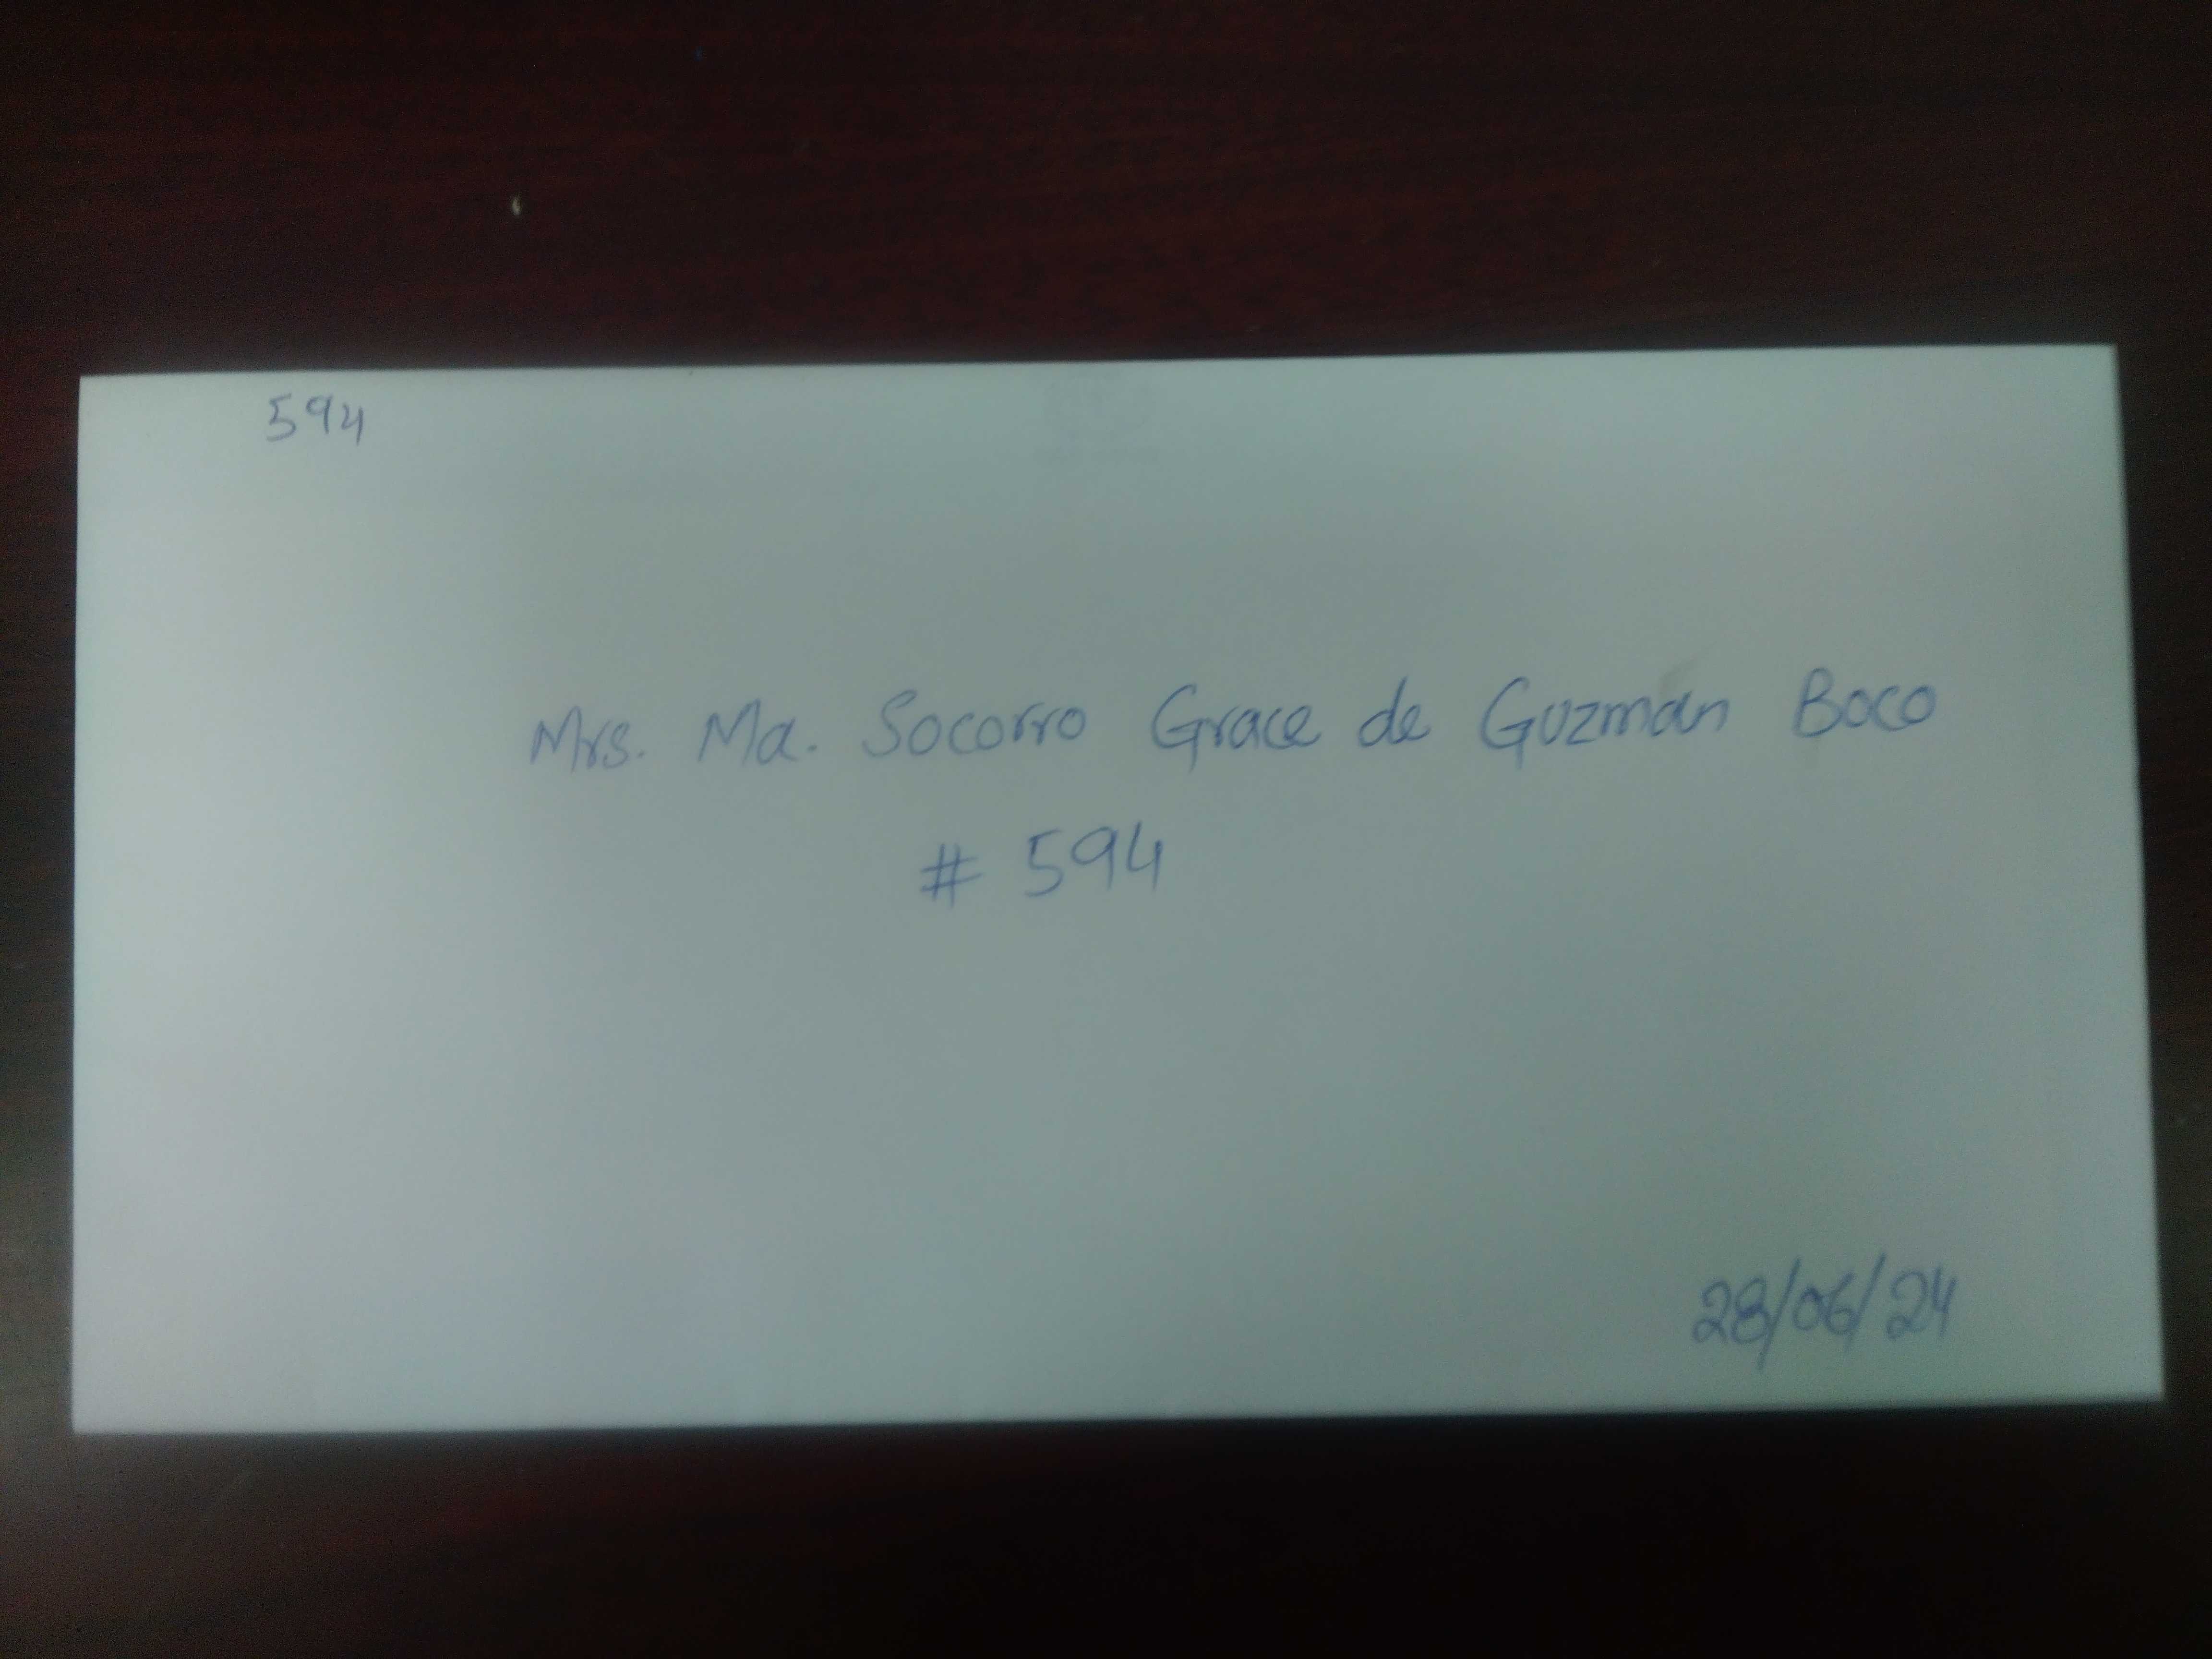 594
Mrs. Ma. Socorro Grace de Guzman Boco
# 594
28/06/24